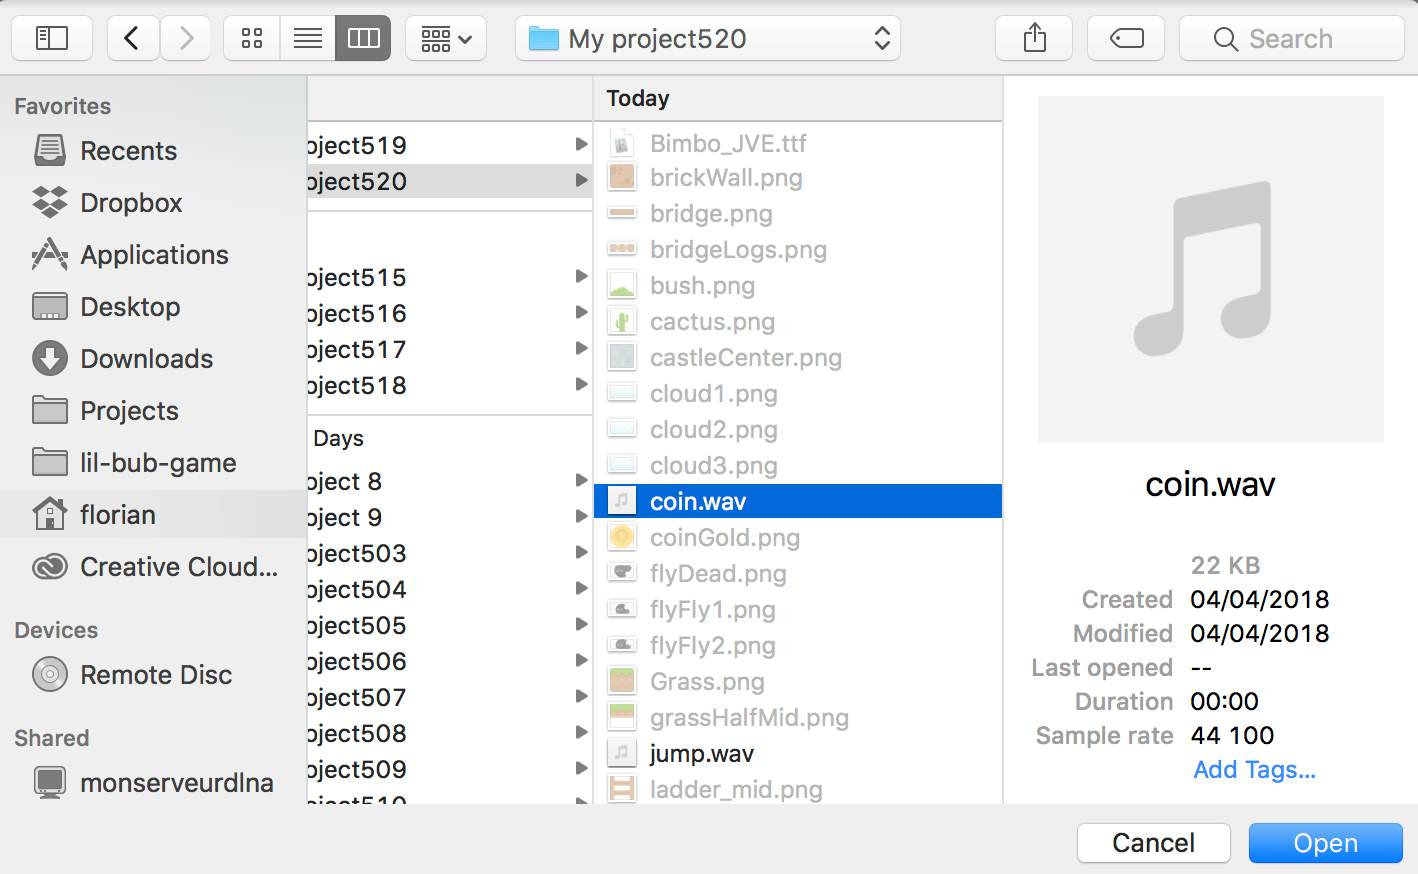 My project520
Search
Favorites
Recents
Dropbox
Applications
Desktop
Downloads
Projects
lil-bub-game
florian
Creative Cloud...
Devices
Remote Disc
Shared
monserveurdlna
oject519
oject520
oject515
oject516
oject517
oject518
Days
oject 8
oject 9
oject503
oject504
oject505
oject506
oject507
oject508
oject509
oject510
Today
Bimbo_JVE.ttf
brickWall.png
bridge.png
bridgeLogs.png
bush.png
cactus.png
castleCenter.png
cloud1.png
cloud2.png
cloud3.png
coin.wav
coinGold.png
flyDead.png
flyFly1.png
flyFly2.png
Grass.png
grassHalfMid.png
jump.wav
ladder_mid.png
coin.wav
22 KB
Created 04/04/2018
Modified 04/04/2018
Last opened --
Duration 00:00
Sample rate 44 100
Add Tags...
Cancel
Open